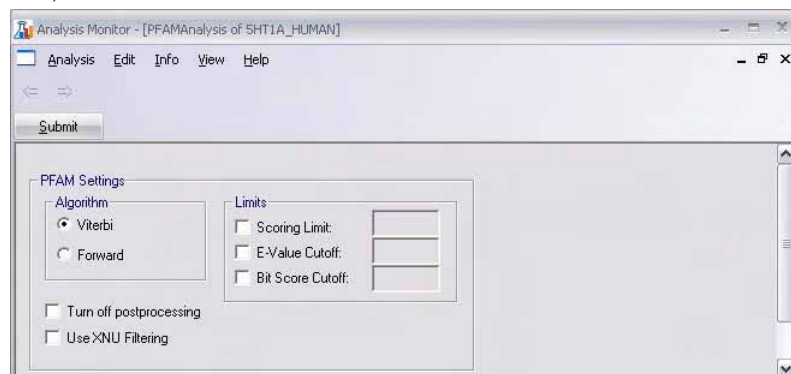 Analysis Monitor - [PFAMAnalysis of 5HT1A_HUMAN]
Analysis Edit Info View Help
Submit
PFAM Settings
Algorithm
Viterbi
Forward
Limits
Scoring Limit:
E-Value Cutoff:
Bit Score Cutoff:
Turn off postprocessing
Use XNU Filtering